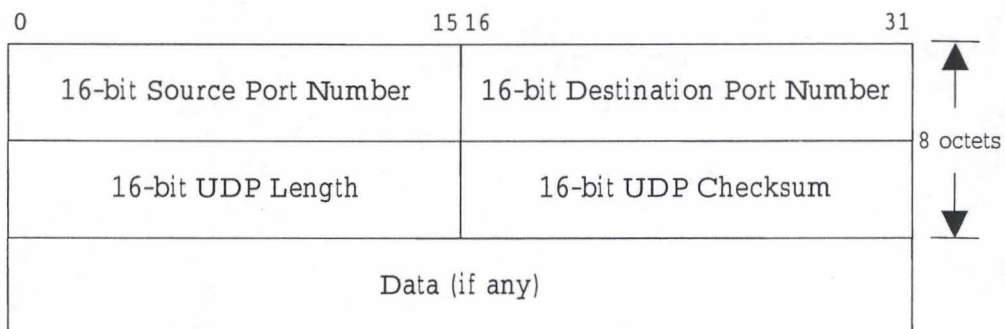 0 15 16 31
16-bit Source Port Number 16-bit Destination Port Number
8 octets
16-bit UDP Length 16-bit UDP Checksum
Data (if any)